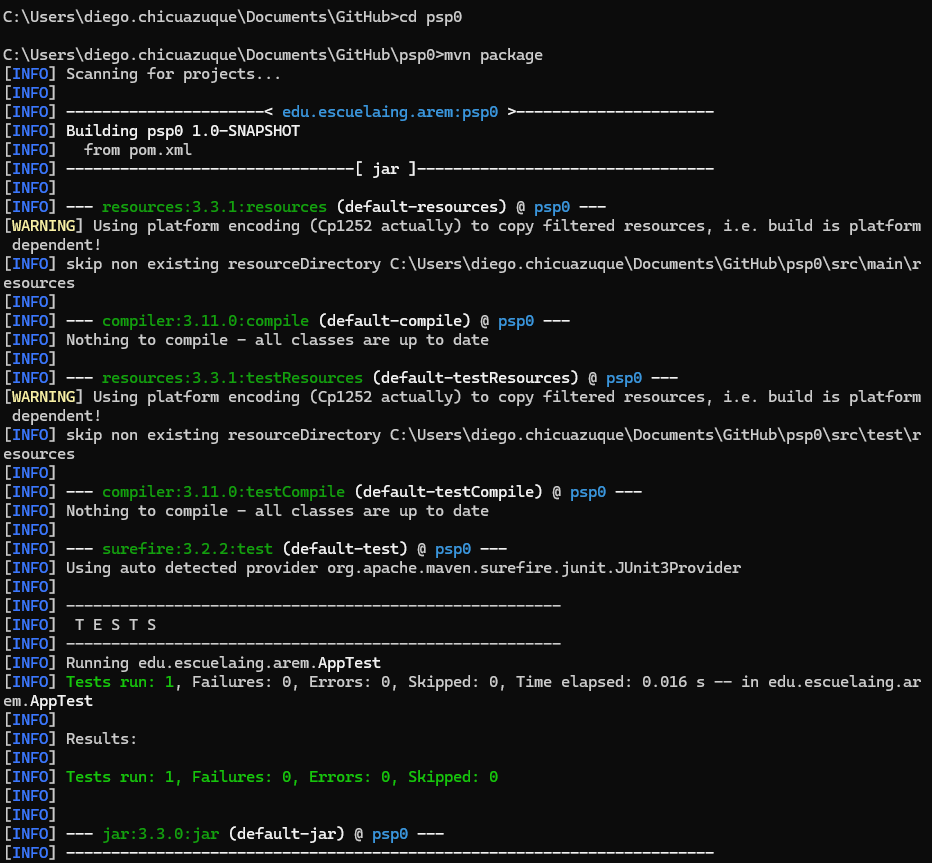 C:\Users\diego.chicuazuque\Documents\GitHub>cd psp0
C:\Users\diego.chicuazuque\Documents\GitHub\psp0>mvn package
[INFO] Scanning for projects...
[INFO]
[INFO] ----------------------< edu.escuelaing.arem:psp0 >----------------------
[INFO] Building psp0 1.0-SNAPSHOT
[INFO]   from pom.xml
[INFO] --------------------------------[ jar ]---------------------------------
[INFO]
[INFO] --- resources:3.3.1:resources (default-resources) @ psp0 ---
[WARNING] Using platform encoding (Cp1252 actually) to copy filtered resources, i.e. build is platform
 dependent!
[INFO] skip non existing resourceDirectory C:\Users\diego.chicuazuque\Documents\GitHub\psp0\src\main\r
esources
[INFO]
[INFO] --- compiler:3.11.0:compile (default-compile) @ psp0 ---
[INFO] Nothing to compile - all classes are up to date
[INFO]
[INFO] --- resources:3.3.1:testResources (default-testResources) @ psp0 ---
[WARNING] Using platform encoding (Cp1252 actually) to copy filtered resources, i.e. build is platform
 dependent!
[INFO] skip non existing resourceDirectory C:\Users\diego.chicuazuque\Documents\GitHub\psp0\src\test\r
esources
[INFO]
[INFO] --- compiler:3.11.0:testCompile (default-testCompile) @ psp0 ---
[INFO] Nothing to compile - all classes are up to date
[INFO]
[INFO] --- surefire:3.2.2:test (default-test) @ psp0 ---
[INFO] Using auto detected provider org.apache.maven.surefire.junit.JUnit3Provider
[INFO]
[INFO] -------------------------------------------------------
[INFO]  T E S T S
[INFO] -------------------------------------------------------
[INFO] Running edu.escuelaing.arem.AppTest
[INFO] Tests run: 1, Failures: 0, Errors: 0, Skipped: 0, Time elapsed: 0.016 s -- in edu.escuelaing.ar
em.AppTest
[INFO]
[INFO] Results:
[INFO]
[INFO] Tests run: 1, Failures: 0, Errors: 0, Skipped: 0
[INFO]
[INFO]
[INFO] --- jar:3.3.0:jar (default-jar) @ psp0 ---
[INFO] ------------------------------------------------------------------------